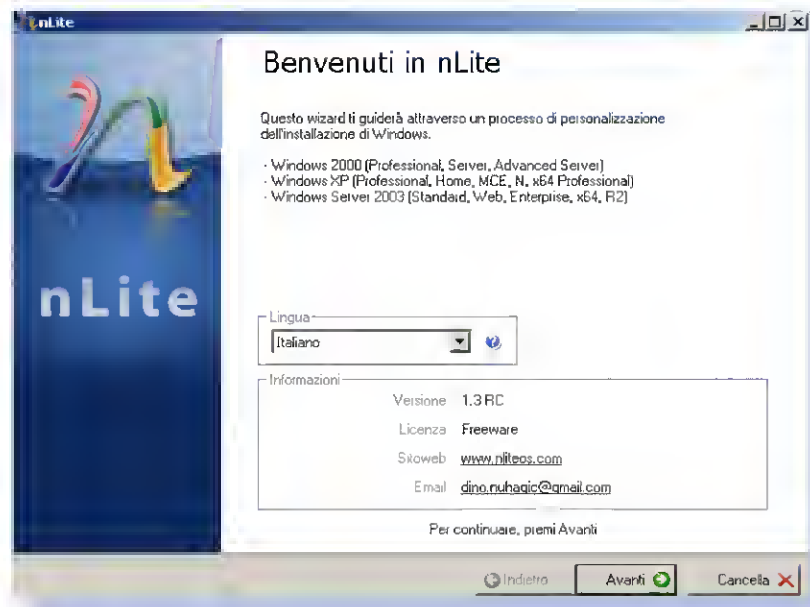 nLite
Benvenuti in nLite
Questo wizard ti guiderà attraverso un processo di personalizzazione
dell'installazione di Windows.
- Windows 2000 (Professional, Server, Advanced Server)
- Windows XP (Professional, Home, MCE, N, x64 Professional)
- Windows Server 2003 (Standard, Web, Enterprise, x64, R2)
nLite
Lingua
Italiano
Informazioni
Versione 1.3 RC
Licenza Freeware
Sitoweb www.nliteos.com
Email dino.nuhagic@gmail.com
Per continuare, premi Avanti
Indietro Avanti Cancella